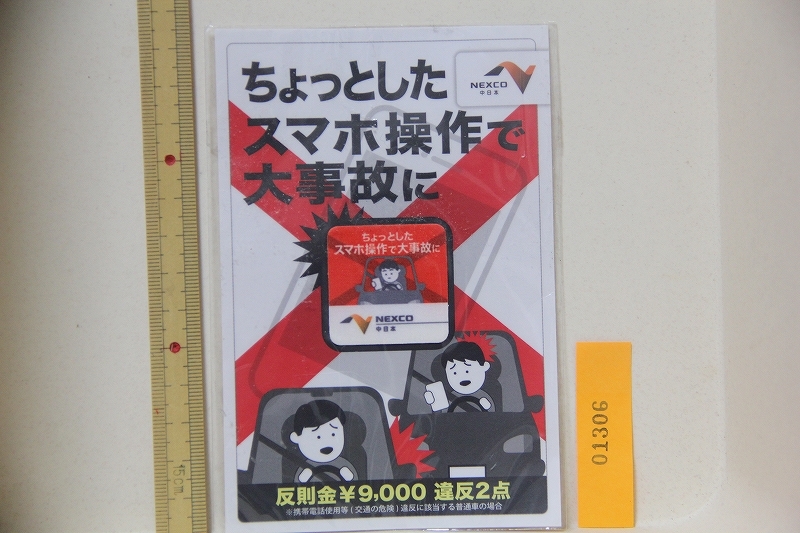 ちょっとした
NEXCO
中日本
スマホ操作で
大事故に
ちょっとした
スマホ操作で大事故に
NEXCO
中日本
反則金¥9,000 違反2点
※携帯電話使用等(交通の危険)違反に該当する普通車の場合
15cm
01306